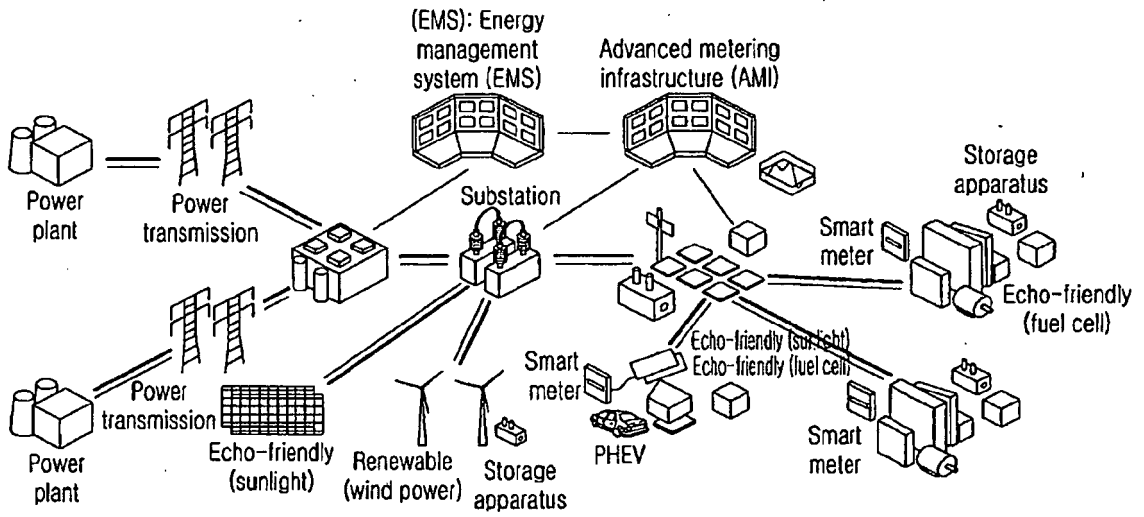 (EMS): Energy
management
system (EMS)
Advanced metering
infrastructure (AMI)
Storage
apparatus
Substation
Power
plant
Power
transmission
Smart
meter
Echo-friendly
(fuel cell)
Echo-friendly (sunlight)
Echo-friendly (fuel cell)
Smart
meter
Power
transmission
PHEV
Smart
meter
Echo-friendly
(sunlight)
Renewable
(wind power)
Storage
apparatus
Power
plant